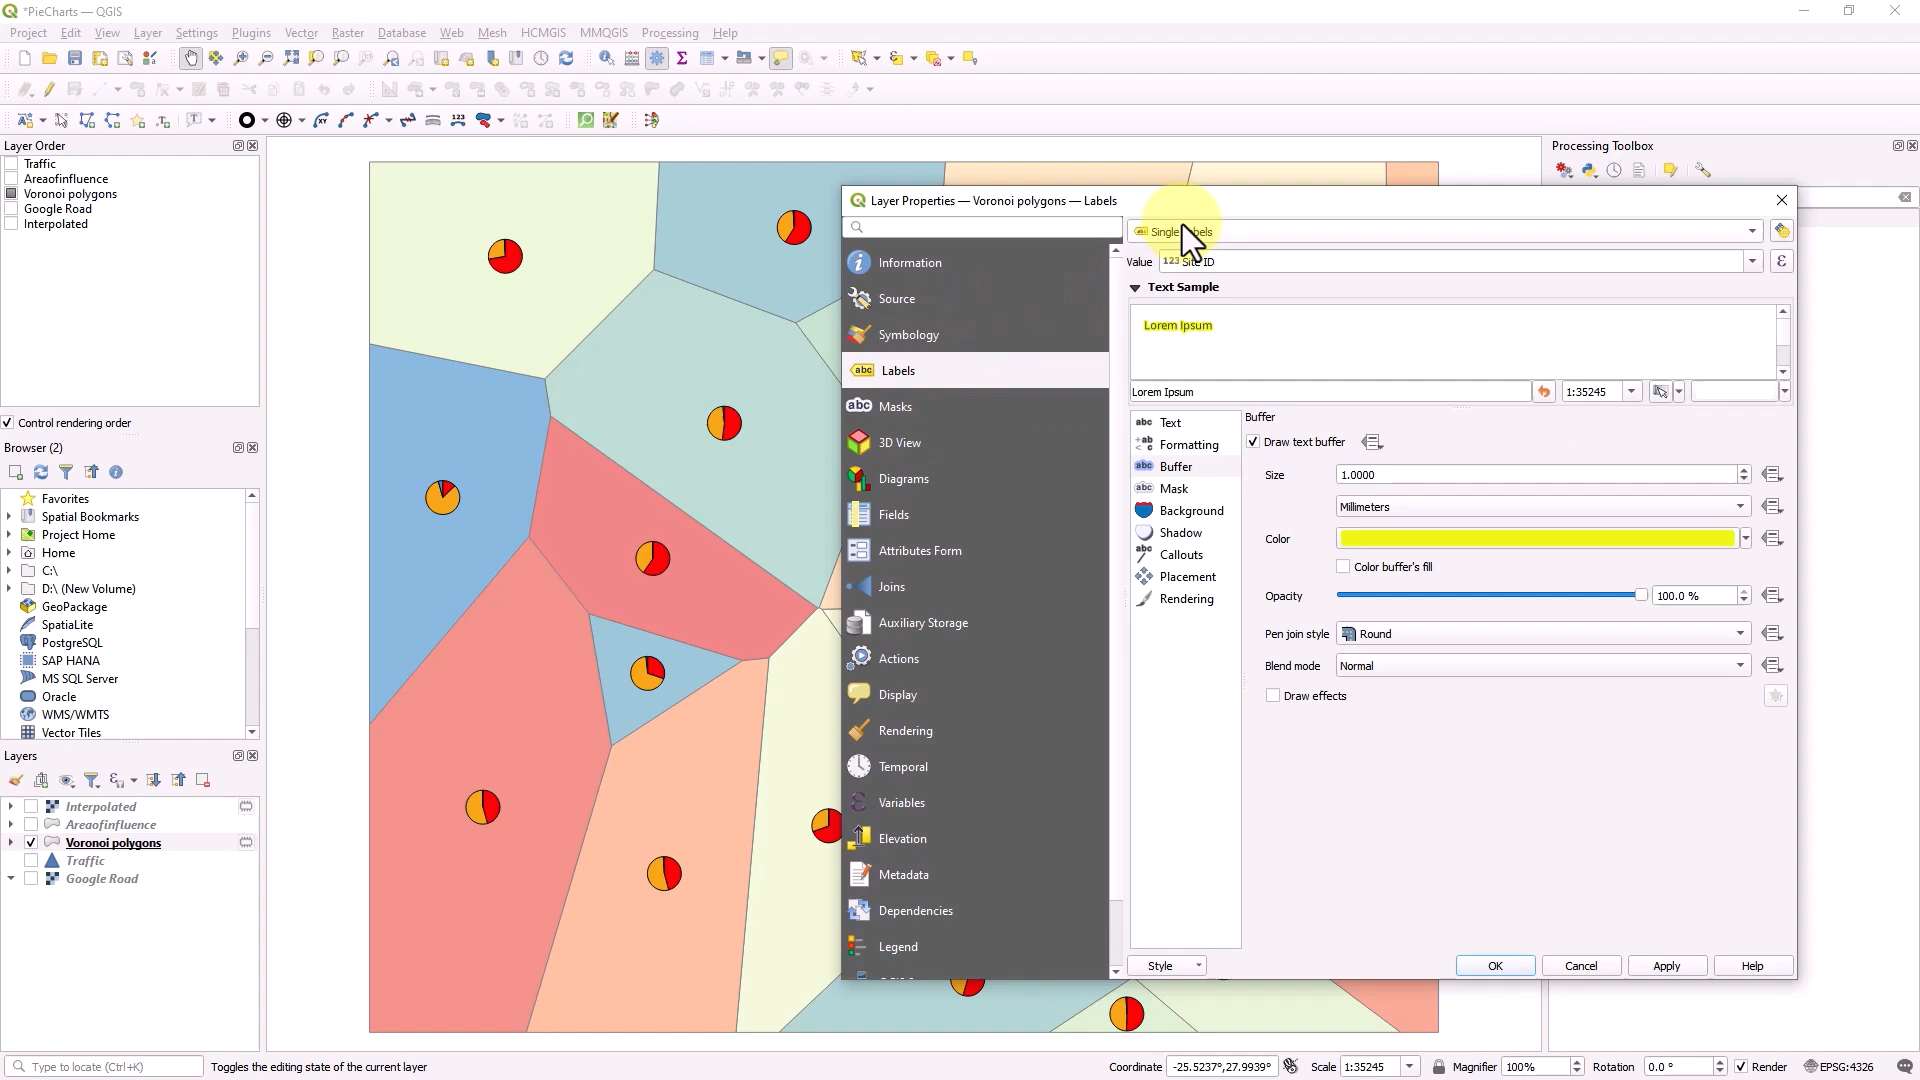 *PieCharts — QGIS
Project Edit View Layer Settings Plugins Vector Raster Database Web Mesh HCMGIS MMQGIS Processing Help
Layer Order
Traffic
Areaofinfluence
Voronoi polygons
Google Road
Interpolated
Control rendering order
Browser (2)
Favorites
Spatial Bookmarks
Project Home
Home
C:\
D:\ (New Volume)
GeoPackage
SpatiaLite
PostgreSQL
SAP HANA
MS SQL Server
Oracle
WMS/WMTS
Vector Tiles
Layers
Interpolated
Areaofinfluence
Voronoi polygons
Traffic
Google Road
Processing Toolbox
Layer Properties — Voronoi polygons — Labels
Information
Source
Symbology
abc Labels
abc Masks
3D View
Diagrams
Fields
Attributes Form
Joins
Auxiliary Storage
Actions
Display
Rendering
Temporal
Variables
Elevation
Metadata
Dependencies
Legend
Single Labels
Value 123 Site ID
Text Sample
Lorem Ipsum
Lorem Ipsum 1:35245
abc Text
Formatting
abc Buffer
abc Mask
Background
Shadow
Callouts
Placement
Rendering
Buffer
Draw text buffer
Size 1.0000
Millimeters
Color
Color buffer's fill
Opacity 100.0 %
Pen join style Round
Blend mode Normal
Draw effects
Style OK Cancel Apply Help
Type to locate (Ctrl+K) Toggles the editing state of the current layer Coordinate -25.5237°,27.9939° Scale 1:35245 Magnifier 100% Rotation 0.0 ° Render EPSG:4326